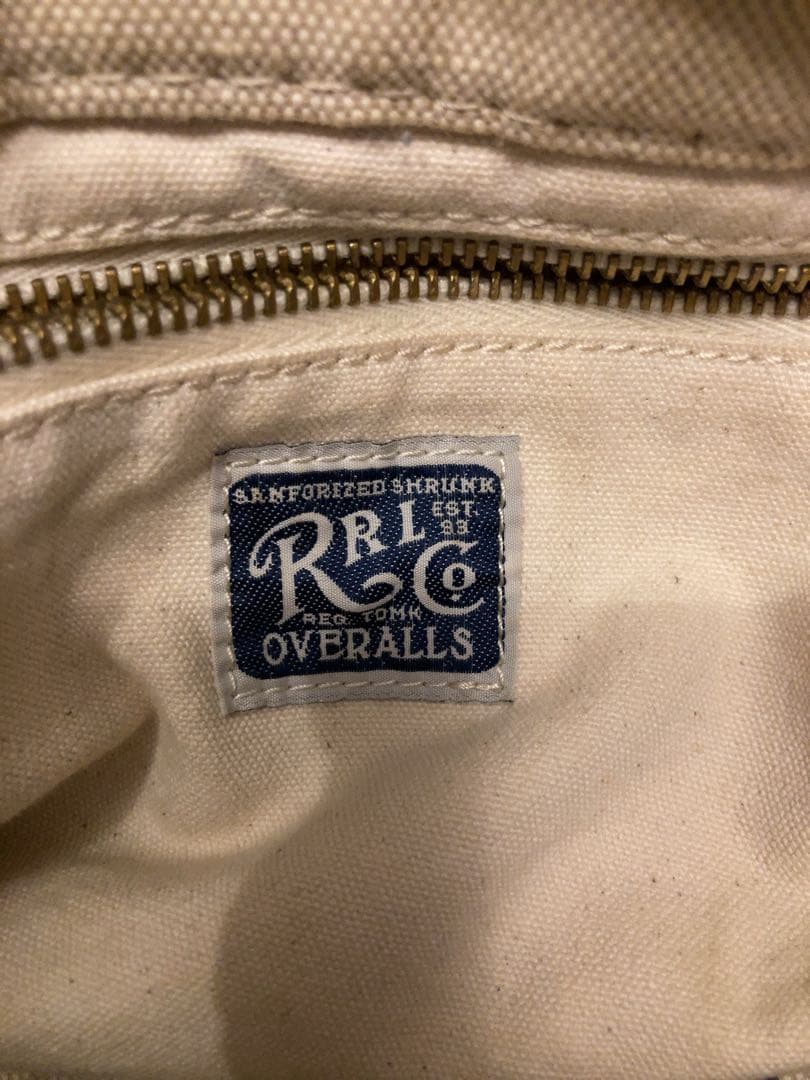 SANFORIZED SHRUNK
RRL EST.
93
Co
REG. TDMK
OVERALLS